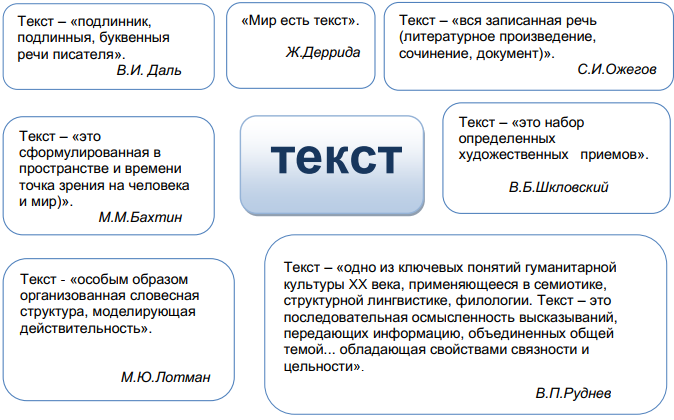 Текст – «подлинник,
подлинныя, буквенныя
речи писателя».
В.И. Даль
«Мир есть текст».
Ж.Деррида
Текст – «вся записанная речь
(литературное произведение,
сочинение, документ)».
С.И.Ожегов
Текст – «это
сформулированная в
пространстве и времени
точка зрения на человека
и мир)».
М.М.Бахтин
текст
Текст – «это набор
определенных
художественных приемов».
В.Б.Шкловский
Текст - «особым образом
организованная словесная
структура, моделирующая
действительность».
М.Ю.Лотман
Текст – «одно из ключевых понятий гуманитарной
культуры XX века, применяющееся в семиотике,
структурной лингвистике, филологии. Текст – это
последовательная осмысленность высказываний,
передающих информацию, объединенных общей
темой... обладающая свойствами связности и
цельности».
В.П.Руднев